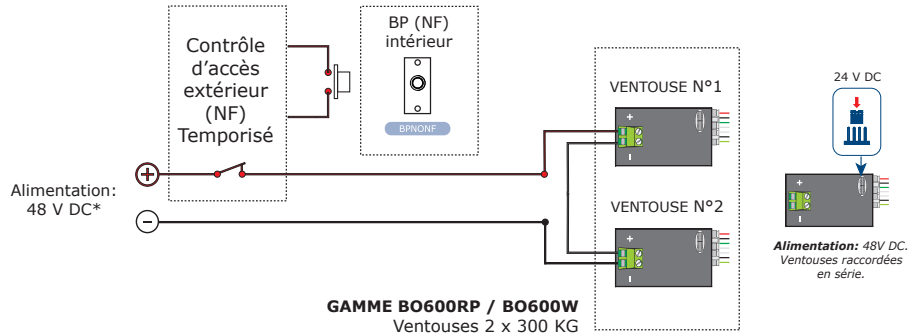 Contrôle
d'accès
extérieur
(NF)
Temporisé
BP (NF)
intérieur
BPNONF
VENTOUSE N°1
+
–
24 V DC
+
Alimentation:
48 V DC*
–
VENTOUSE N°2
+
–
+
–
Alimentation: 48V DC.
Ventouses raccordées
en série.
GAMME BO600RP / BO600W
Ventouses 2 x 300 KG